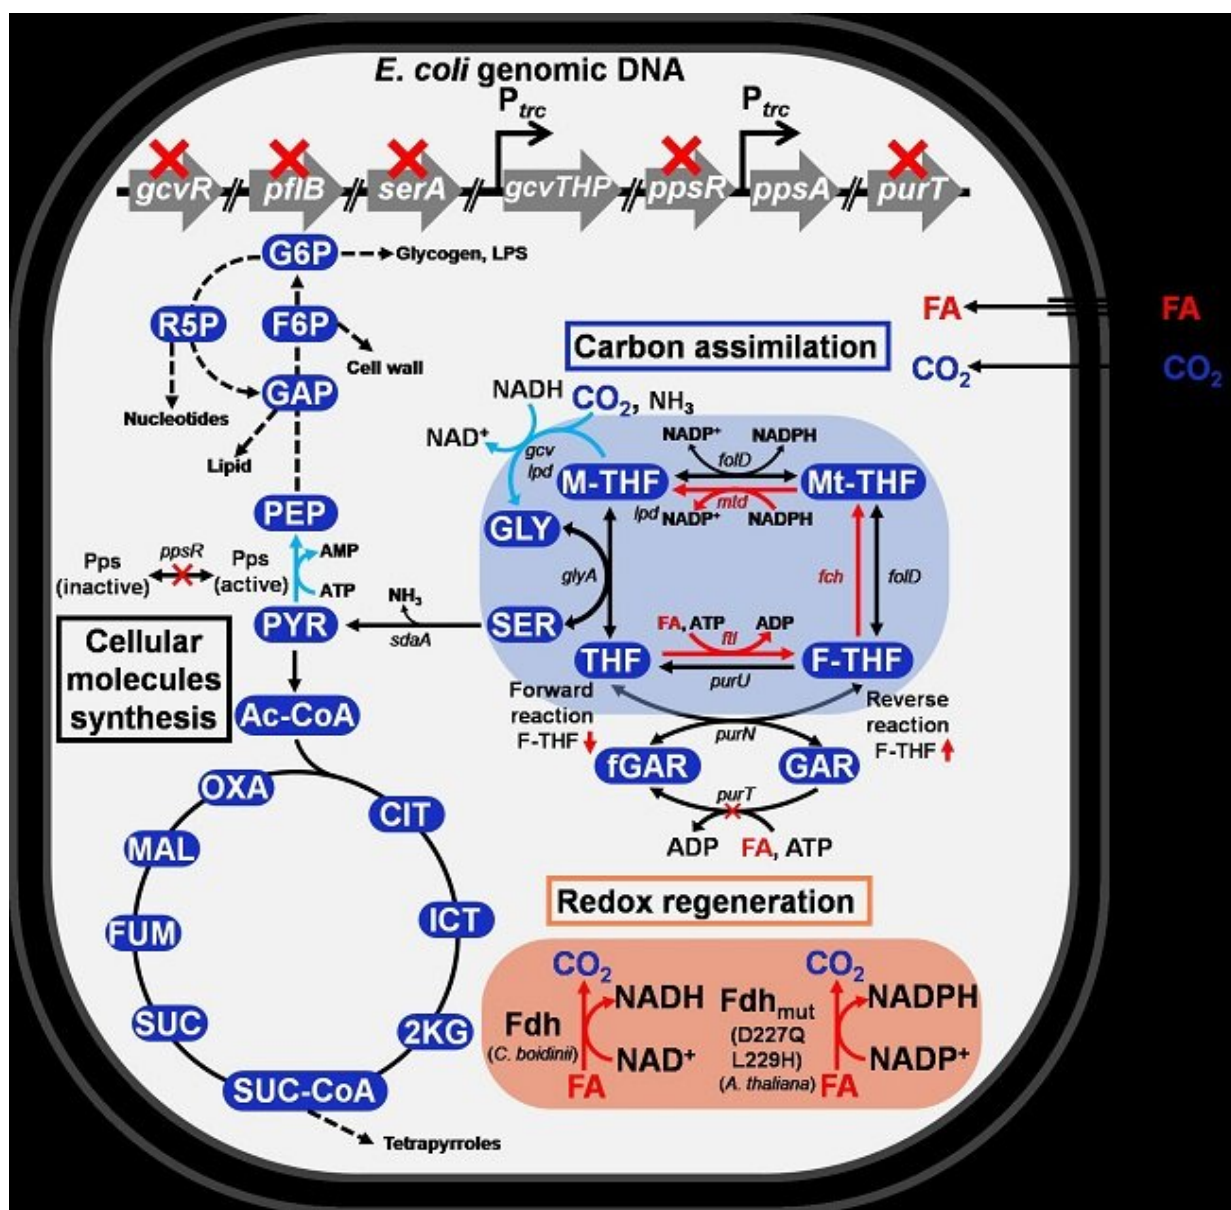 E. coli genomic DNA
Ptrc
Ptrc
gcvR
pflB
serA
gcvTHP
ppsR
ppsA
purT
G6P
Glycogen, LPS
R5P
F6P
Cell wall
GAP
Nucleotides
Lipid
PEP
ppsR
Pps
(inactive)
Pps
(active)
AMP
ATP
PYR
NH₃
sdaA
Cellular
molecules
synthesis
Ac-CoA
OXA
CIT
MAL
ICT
FUM
SUC
2KG
SUC-CoA
Tetrapyrroles
FA
FA
CO₂
CO₂
Carbon assimilation
NADH
CO₂, NH₃
NAD⁺
gcv
lpd
NADP⁺
NADPH
folD
M-THF
Mt-THF
lpd
NADP⁺
mtd
NADPH
GLY
glyA
fch
folD
SER
FA, ATP
ftl
ADP
THF
F-THF
purU
Forward
reaction
F-THF
Reverse
reaction
F-THF
purN
fGAR
GAR
purT
ADP
FA, ATP
Redox regeneration
CO₂
NADH
Fdh
(C. boidinii)
NAD⁺
FA
CO₂
NADPH
Fdhmut
(D227Q
L229H)
(A. thaliana)
NADP⁺
FA